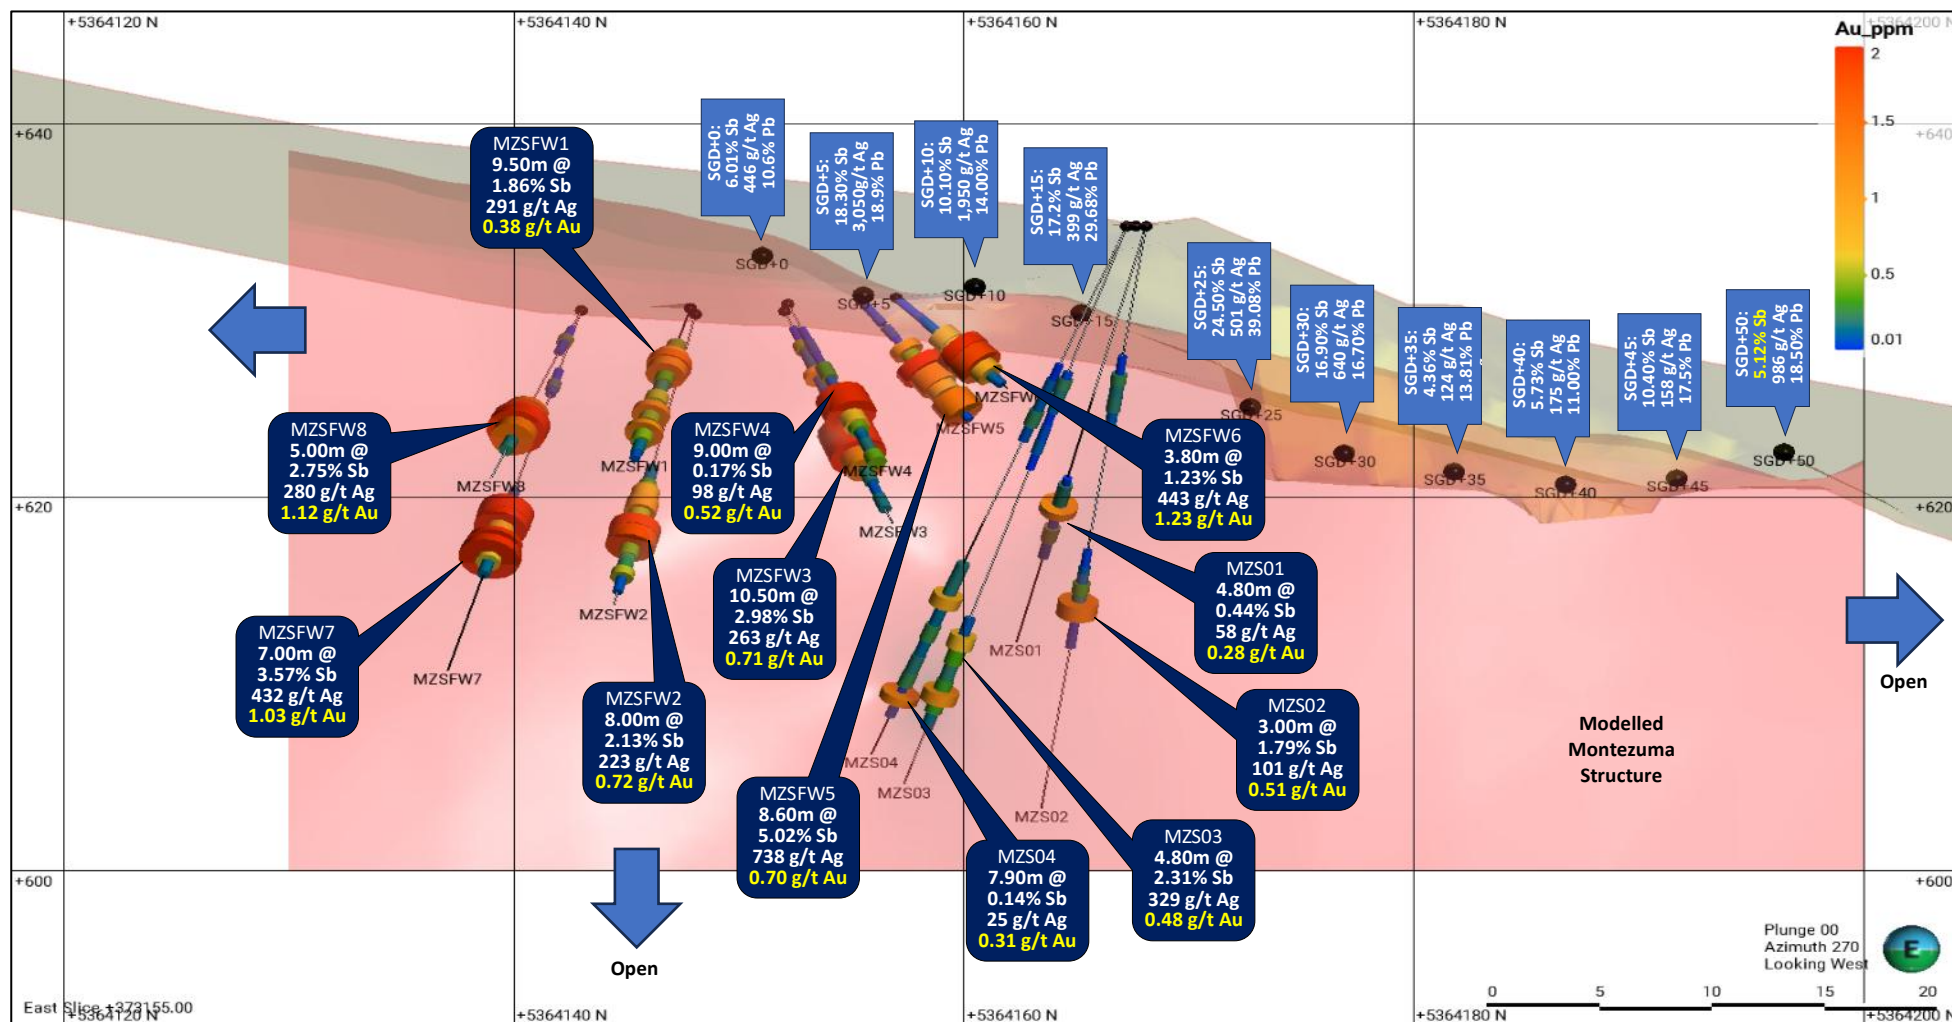 +5364120 N
+5364140 N
+5364160 N
+5364180 N
+5364200 N
Au_ppm
2
1.5
1
0.5
0.01
+640
+640
+620
+620
+600
+600
MZSFW1
9.50m @
1.86% Sb
291 g/t Ag
0.38 g/t Au
SGD+0:
6.01% Sb
446 g/t Ag
10.6% Pb
SGD+5:
18.30% Sb
3,050g/t Ag
18.9% Pb
SGD+10:
10.10% Sb
1,950 g/t Ag
14.00% Pb
SGD+15:
17.2% Sb
399 g/t Ag
29.68% Pb
SGD+25:
24.50% Sb
501 g/t Ag
39.08% Pb
SGD+30:
16.90% Sb
640 g/t Ag
16.70% Pb
SGD+35:
4.36% Sb
124 g/t Ag
13.81% Pb
SGD+40:
5.73% Sb
175 g/t Ag
11.00% Pb
SGD+45:
10.40% Sb
158 g/t Ag
17.5% Pb
SGD+50:
5.12% Sb
986 g/t Ag
18.50% Pb
SGD+0
SGD+5
SGD+10
SGD+15
SGD+25
SGD+30
SGD+35
SGD+40
SGD+45
SGD+50
MZSFW8
5.00m @
2.75% Sb
280 g/t Ag
1.12 g/t Au
MZSFW4
9.00m @
0.17% Sb
98 g/t Ag
0.52 g/t Au
MZSFW6
3.80m @
1.23% Sb
443 g/t Ag
1.23 g/t Au
MZSFW5
MZSFW1
MZSFW4
MZSFW8
MZSFW3
MZSFW2
MZSFW7
MZS01
MZS04
MZS03
MZS02
MZSFW7
7.00m @
3.57% Sb
432 g/t Ag
1.03 g/t Au
MZSFW3
10.50m @
2.98% Sb
263 g/t Ag
0.71 g/t Au
MZS01
4.80m @
0.44% Sb
58 g/t Ag
0.28 g/t Au
MZSFW2
8.00m @
2.13% Sb
223 g/t Ag
0.72 g/t Au
MZS02
3.00m @
1.79% Sb
101 g/t Ag
0.51 g/t Au
MZSFW5
8.60m @
5.02% Sb
738 g/t Ag
0.70 g/t Au
MZS04
7.90m @
0.14% Sb
25 g/t Ag
0.31 g/t Au
MZS03
4.80m @
2.31% Sb
329 g/t Ag
0.48 g/t Au
Open
Modelled
Montezuma
Structure
Open
Plunge 00
Azimuth 270
Looking West
E
0 5 10 15 20
East Slice +373155.00
+5364120 N
+5364140 N
+5364160 N
+5364180 N
+5364200 N